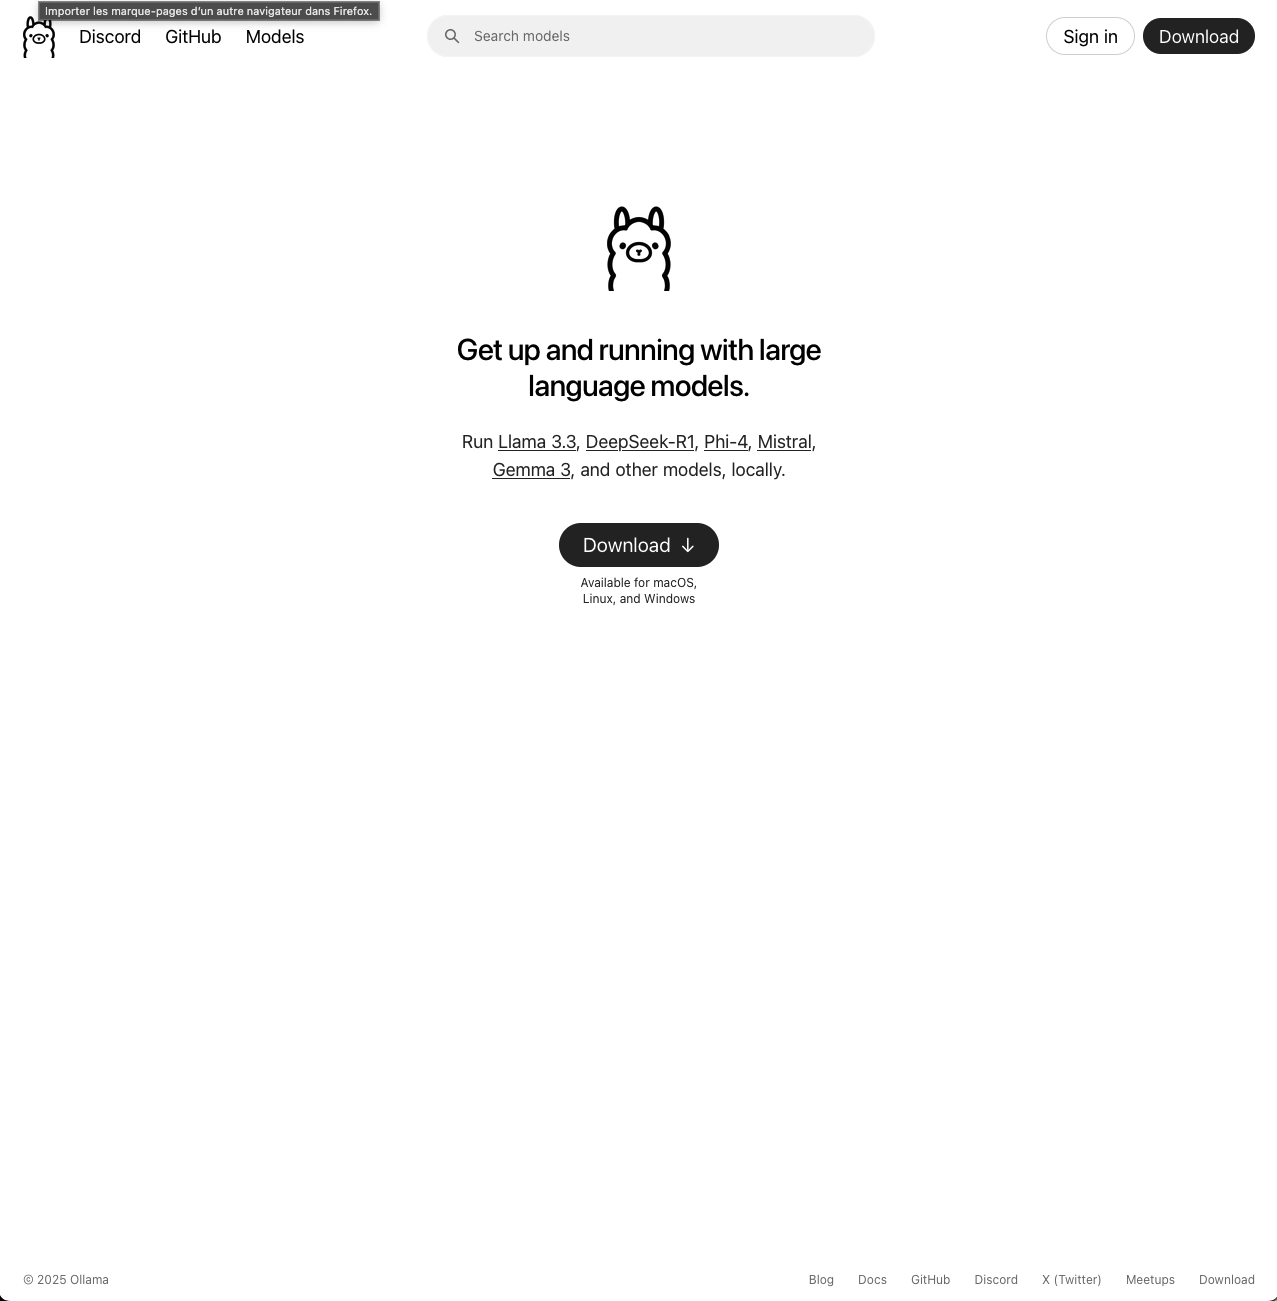 Importer les marque-pages d'un autre navigateur dans Firefox.
Discord GitHub Models Search models Sign in Download
Get up and running with large
language models.
Run Llama 3.3, DeepSeek-R1, Phi-4, Mistral,
Gemma 3, and other models, locally.
Download ↓
Available for macOS,
Linux, and Windows
© 2025 Ollama Blog Docs GitHub Discord X (Twitter) Meetups Download